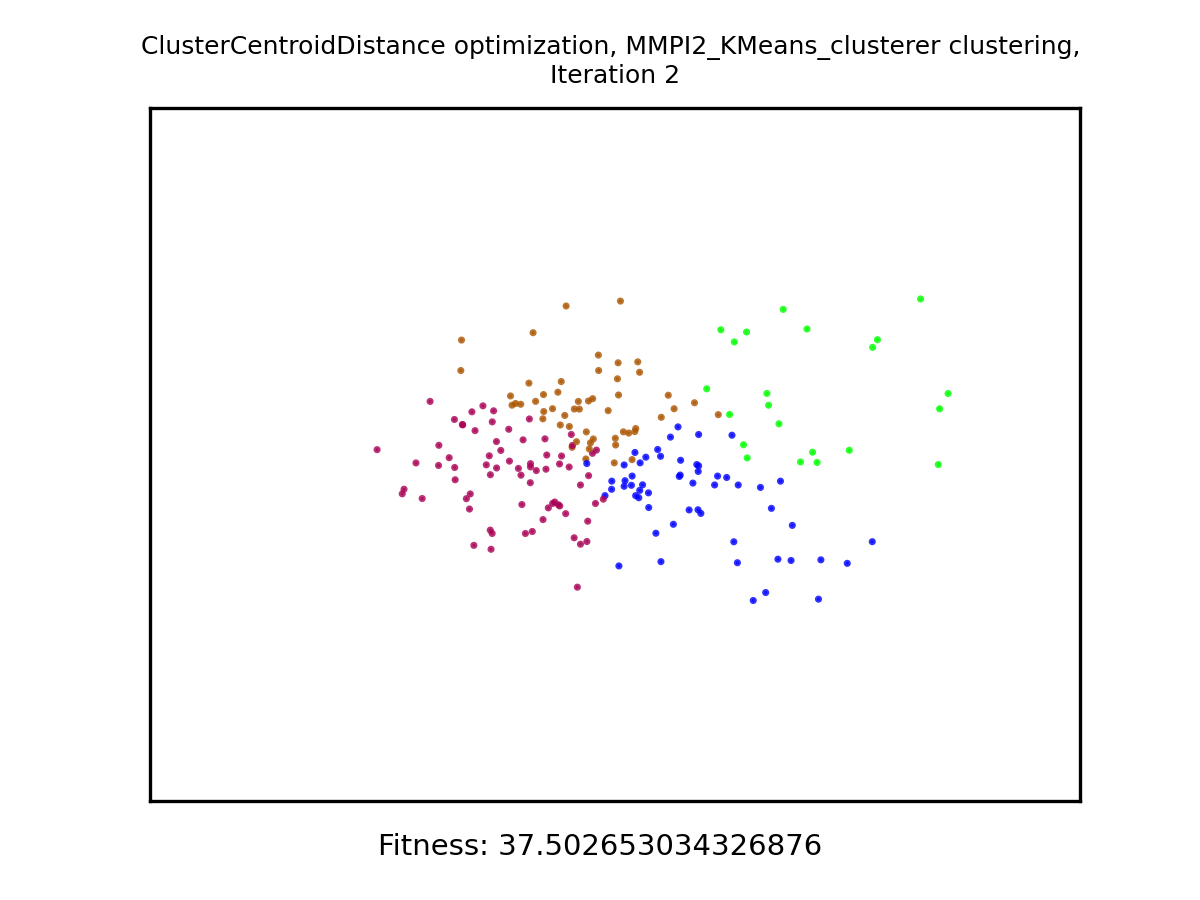 ClusterCentroidDistance optimization, MMPI2_KMeans_clusterer clustering,
Iteration 2
Fitness: 37.502653034326876